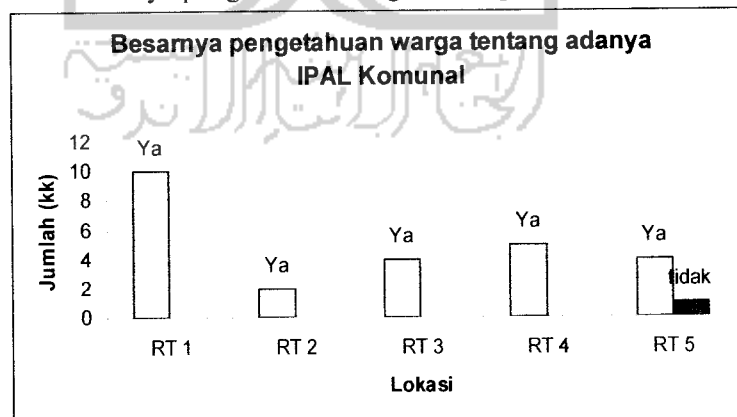 Besarnya pengetahuan warga tentang adanya
IPAL Komunal
Jumlah (kk)
12
10
8
6
4
2
0
Ya
Ya
Ya
Ya
Ya
tidak
RT 1
RT 2
RT 3
RT 4
RT 5
Lokasi